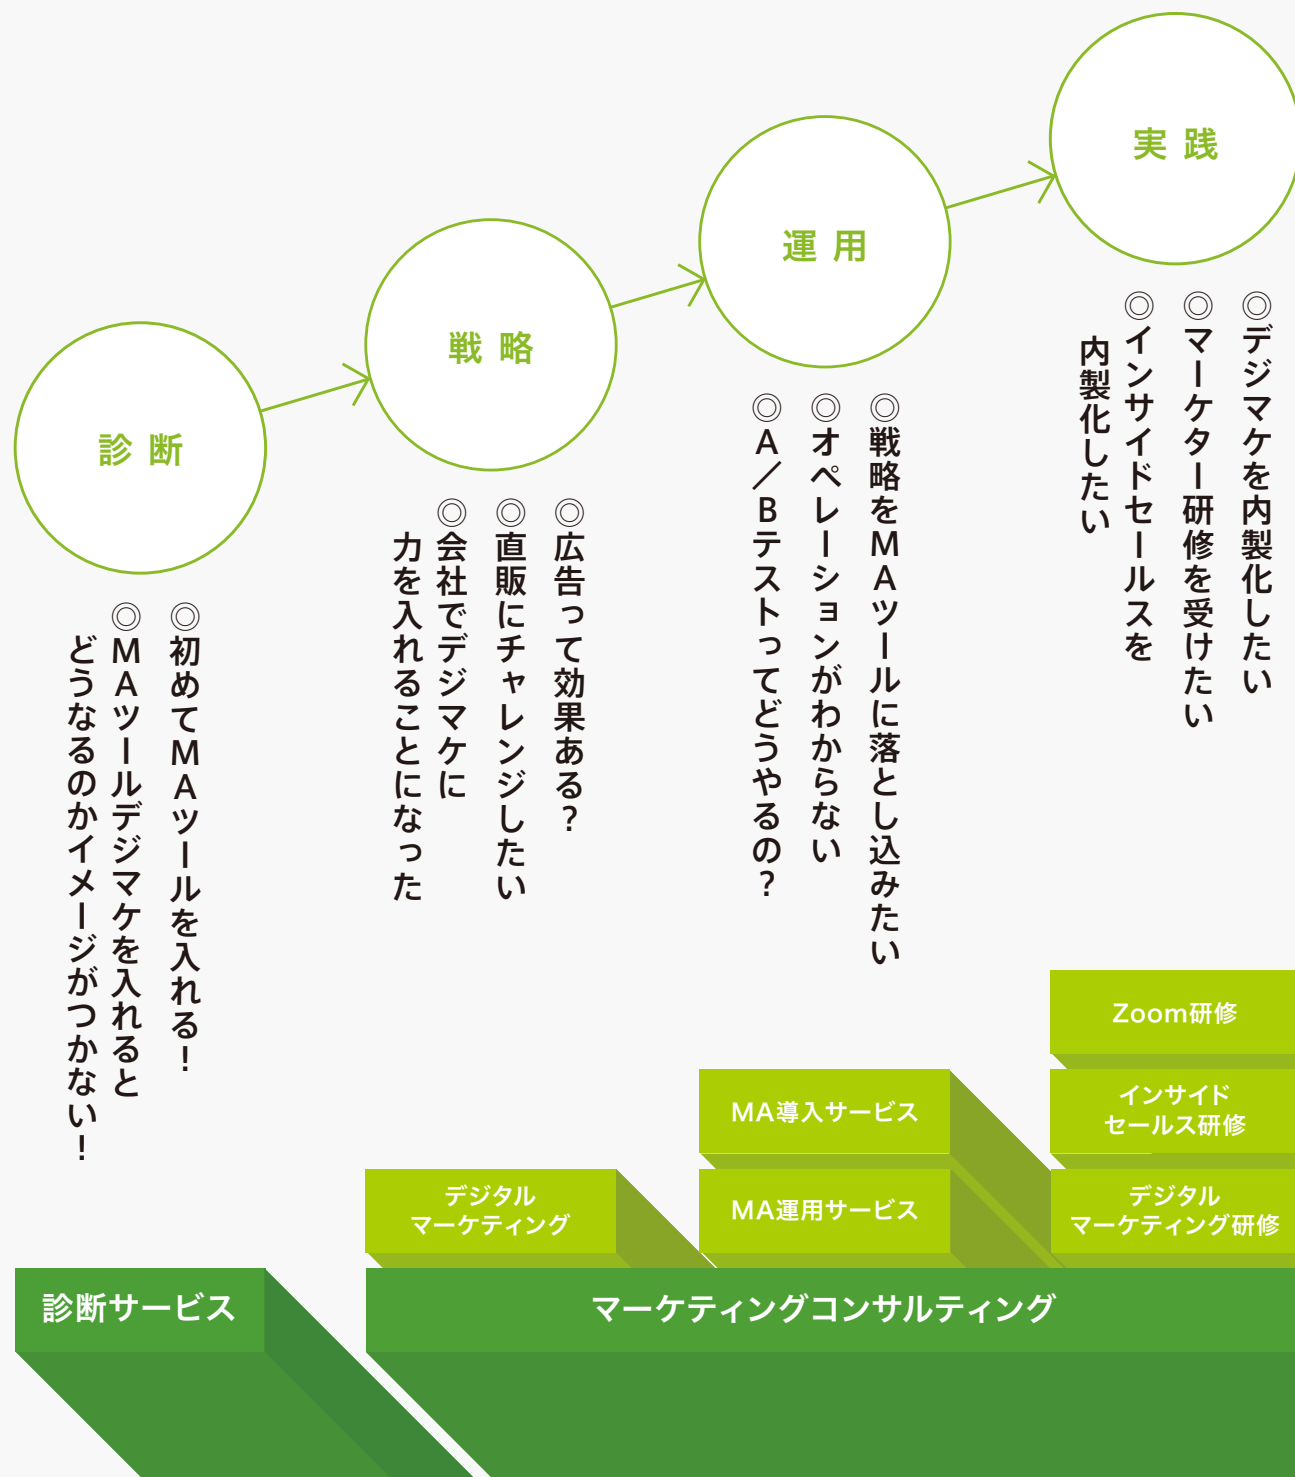 診断
◎初めてMAツールを入れる！
◎MAツールデジマケを入れると
どうなるのかイメージがつかない！
戦略
◎広告って効果ある？
◎直販にチャレンジしたい
◎会社でデジマケに
力を入れることになった
運用
◎戦略をMAツールに落とし込みたい
◎オペレーションがわからない
◎A／Bテストってどうやるの？
実践
◎デジマケを内製化したい
◎マーケター研修を受けたい
◎インサイドセールスを
内製化したい
Zoom研修
MA導入サービス
インサイド
セールス研修
デジタル
マーケティング
MA運用サービス
デジタル
マーケティング研修
診断サービス
マーケティングコンサルティング